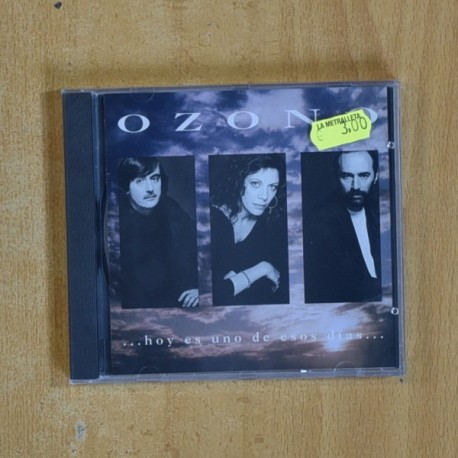 OZONO
LA METRALLETA
€ 3,00
...hoy es uno de esos días...